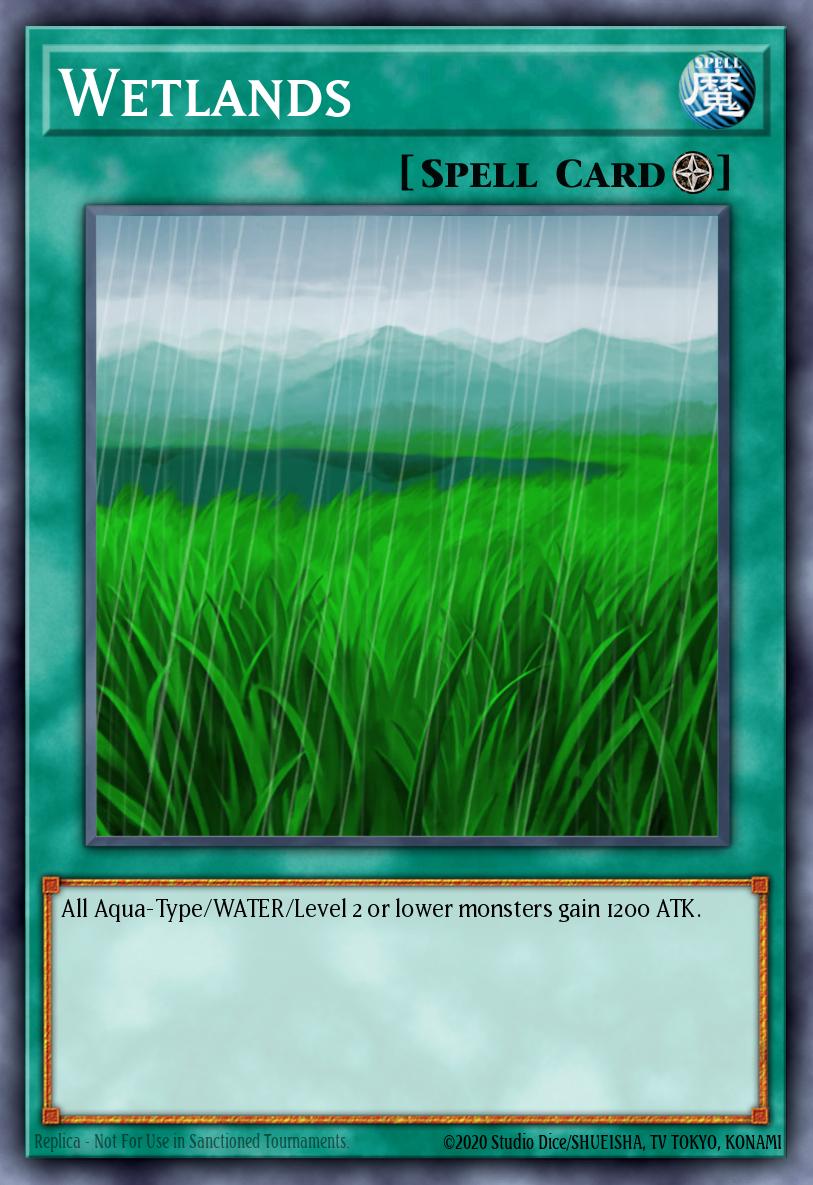 Wetlands
SPELL
魔
[Spell Card]
All Aqua-Type/WATER/Level 2 or lower monsters gain 1200 ATK.
Replica - Not For Use in Sanctioned Tournaments.
©2020 Studio Dice/SHUEISHA, TV TOKYO, KONAMI